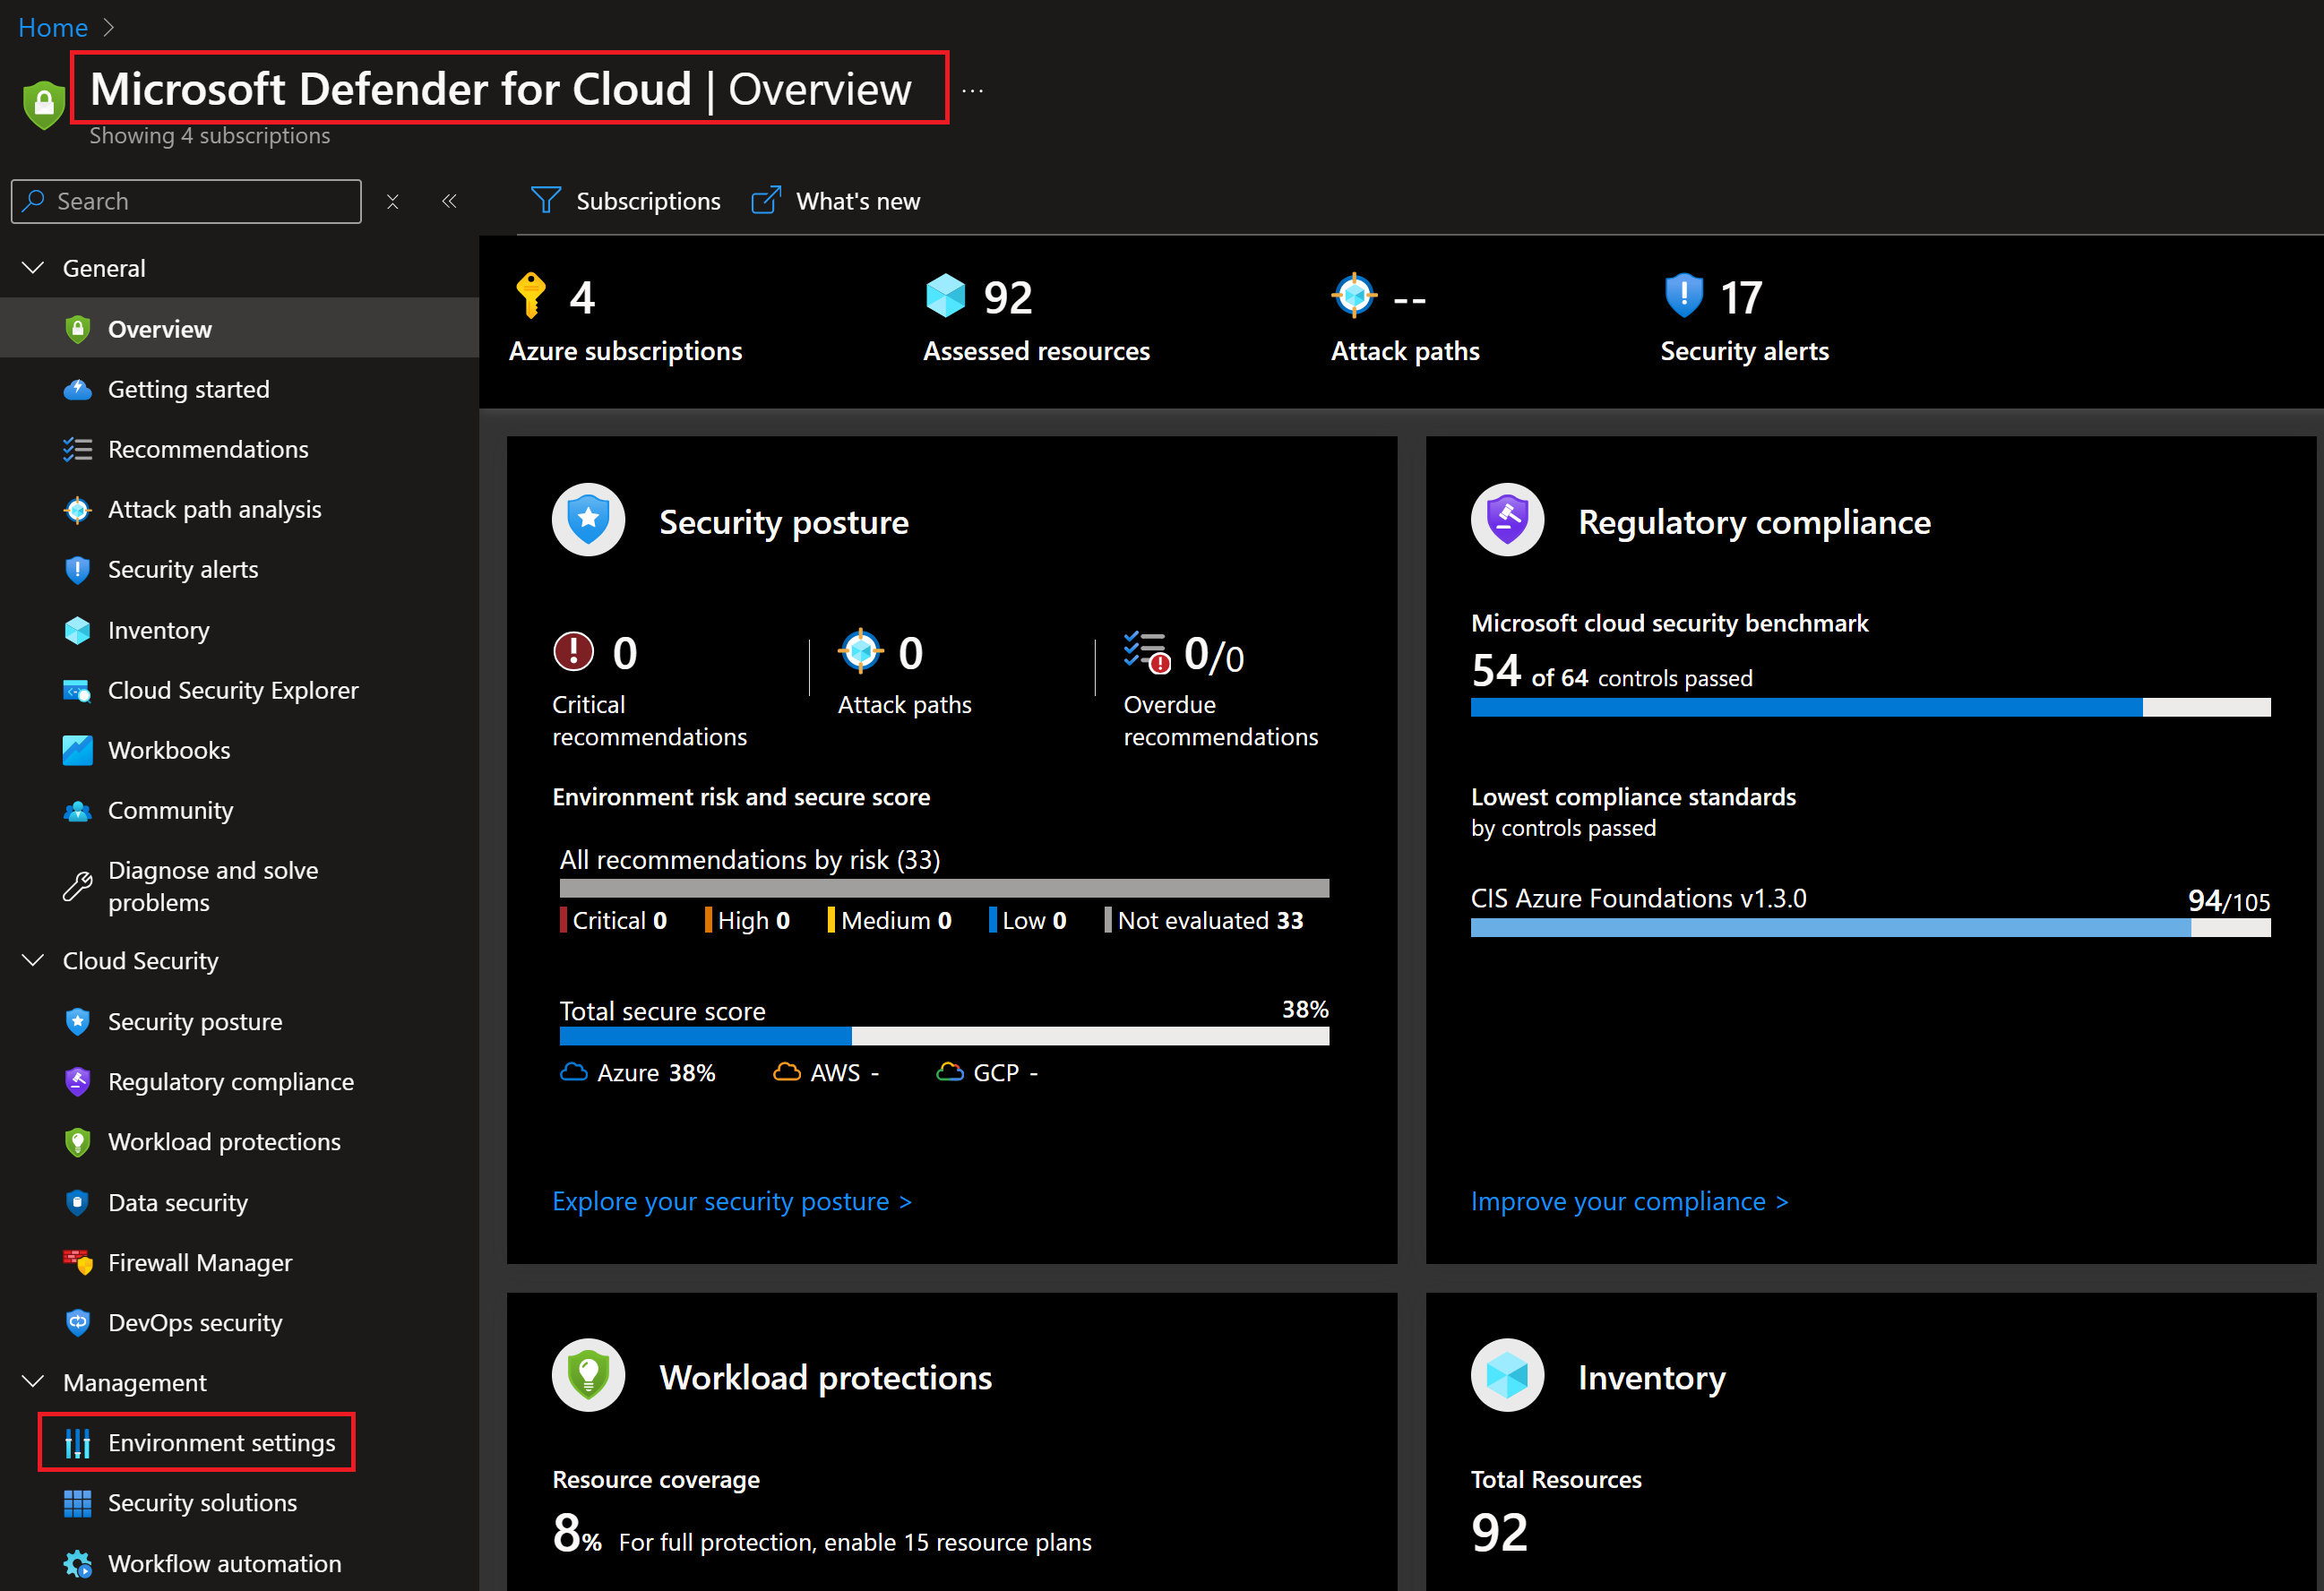 Home >
Microsoft Defender for Cloud | Overview ...
Showing 4 subscriptions
Search
Subscriptions
What's new
General
Overview
Getting started
Recommendations
Attack path analysis
Security alerts
Inventory
Cloud Security Explorer
Workbooks
Community
Diagnose and solve
problems
Cloud Security
Security posture
Regulatory compliance
Workload protections
Data security
Firewall Manager
DevOps security
Management
Environment settings
Security solutions
Workflow automation
4
Azure subscriptions
92
Assessed resources
--
Attack paths
17
Security alerts
Security posture
0
Critical
recommendations
0
Attack paths
0/0
Overdue
recommendations
Environment risk and secure score
All recommendations by risk (33)
Critical 0 High 0 Medium 0 Low 0 Not evaluated 33
Total secure score 38%
Azure 38% AWS - GCP -
Explore your security posture >
Regulatory compliance
Microsoft cloud security benchmark
54 of 64 controls passed
Lowest compliance standards
by controls passed
CIS Azure Foundations v1.3.0 94/105
Improve your compliance >
Workload protections
Resource coverage
8% For full protection, enable 15 resource plans
Inventory
Total Resources
92